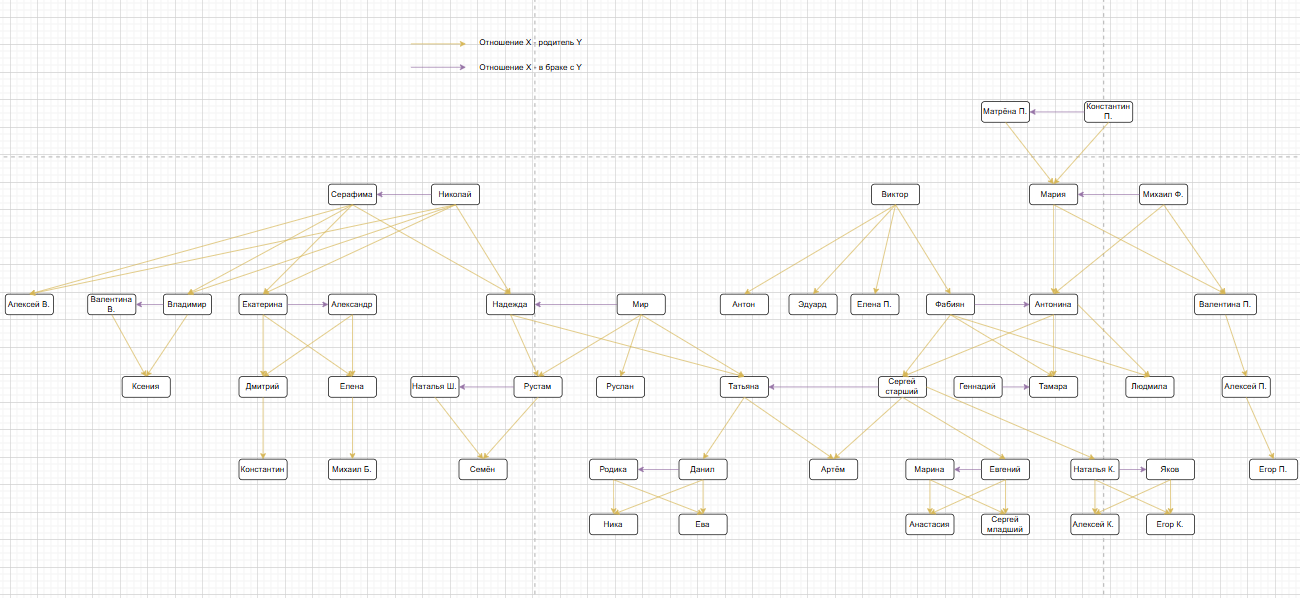 Отношение X - родитель Y
Отношение X - в браке с Y
Матрёна П.
Константин
П.
Серафима
Николай
Виктор
Мария
Михаил Ф.
Алексей В.
Валентина
В.
Владимир
Екатерина
Александр
Надежда
Мир
Антон
Эдуард
Елена П.
Фабиян
Антонина
Валентина П.
Ксения
Дмитрий
Елена
Наталья Ш.
Рустам
Руслан
Татьяна
Сергей
старший
Геннадий
Тамара
Людмила
Алексей П.
Константин
Михаил Б.
Семён
Родика
Данил
Артём
Марина
Евгений
Наталья К.
Яков
Егор П.
Ника
Ева
Анастасия
Сергей
младший
Алексей К.
Егор К.